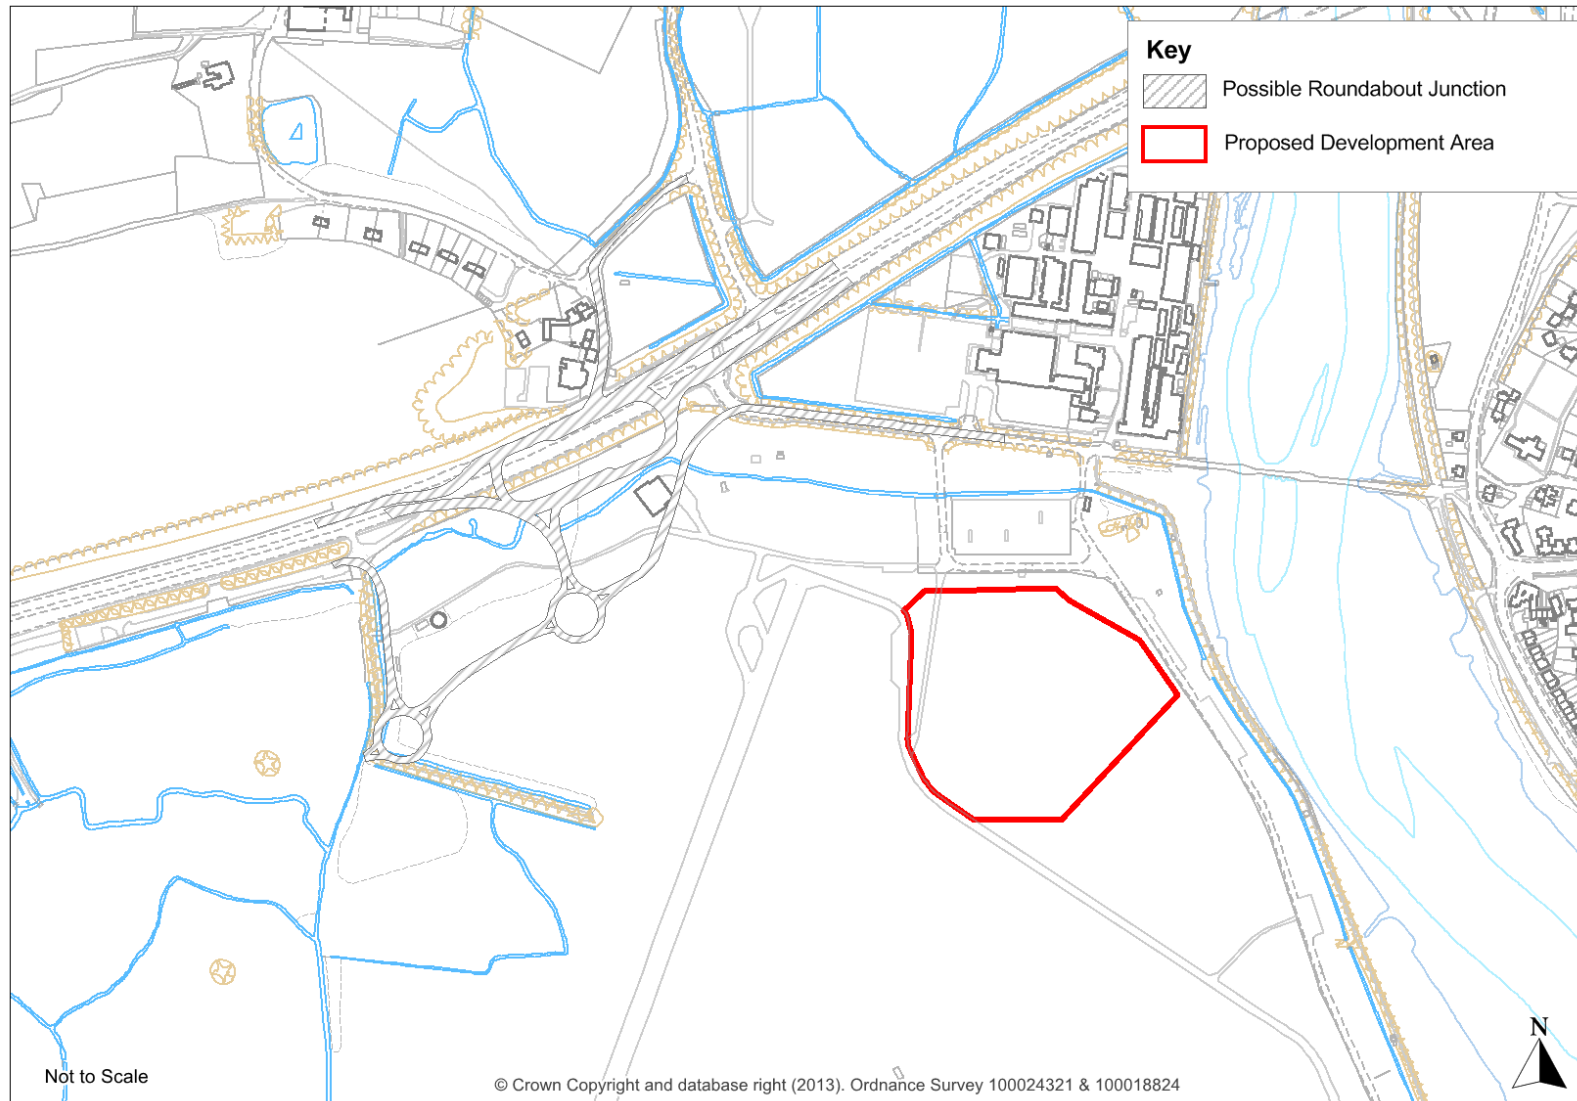 Key
Possible Roundabout Junction
Proposed Development Area
N
Not to Scale
© Crown Copyright and database right (2013). Ordnance Survey 100024321 & 100018824